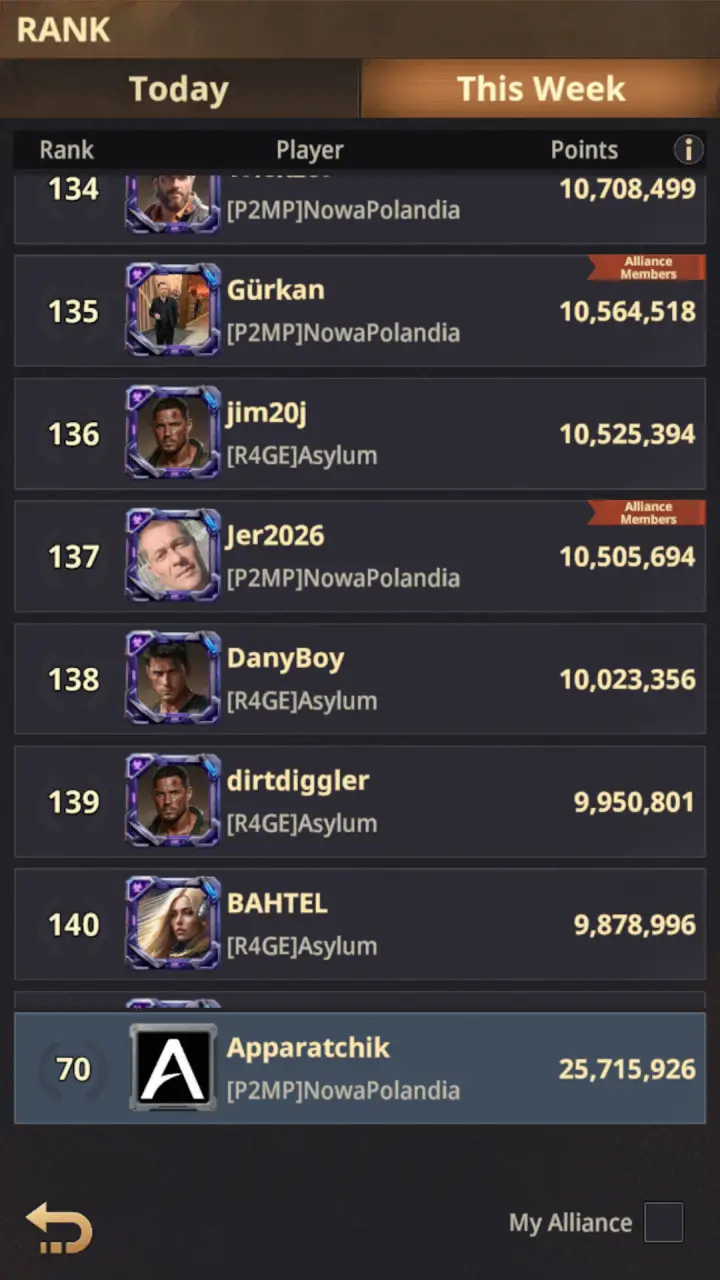 RANK
Today
This Week
Rank
Player
Points
134
[P2MP]NowaPolandia
10,708,499
Alliance
Members
135
Gürkan
[P2MP]NowaPolandia
10,564,518
136
jim20j
[R4GE]Asylum
10,525,394
Alliance
Members
137
Jer2026
[P2MP]NowaPolandia
10,505,694
138
DanyBoy
[R4GE]Asylum
10,023,356
139
dirtdiggler
[R4GE]Asylum
9,950,801
140
BAHTEL
[R4GE]Asylum
9,878,996
70
Apparatchik
[P2MP]NowaPolandia
25,715,926
My Alliance